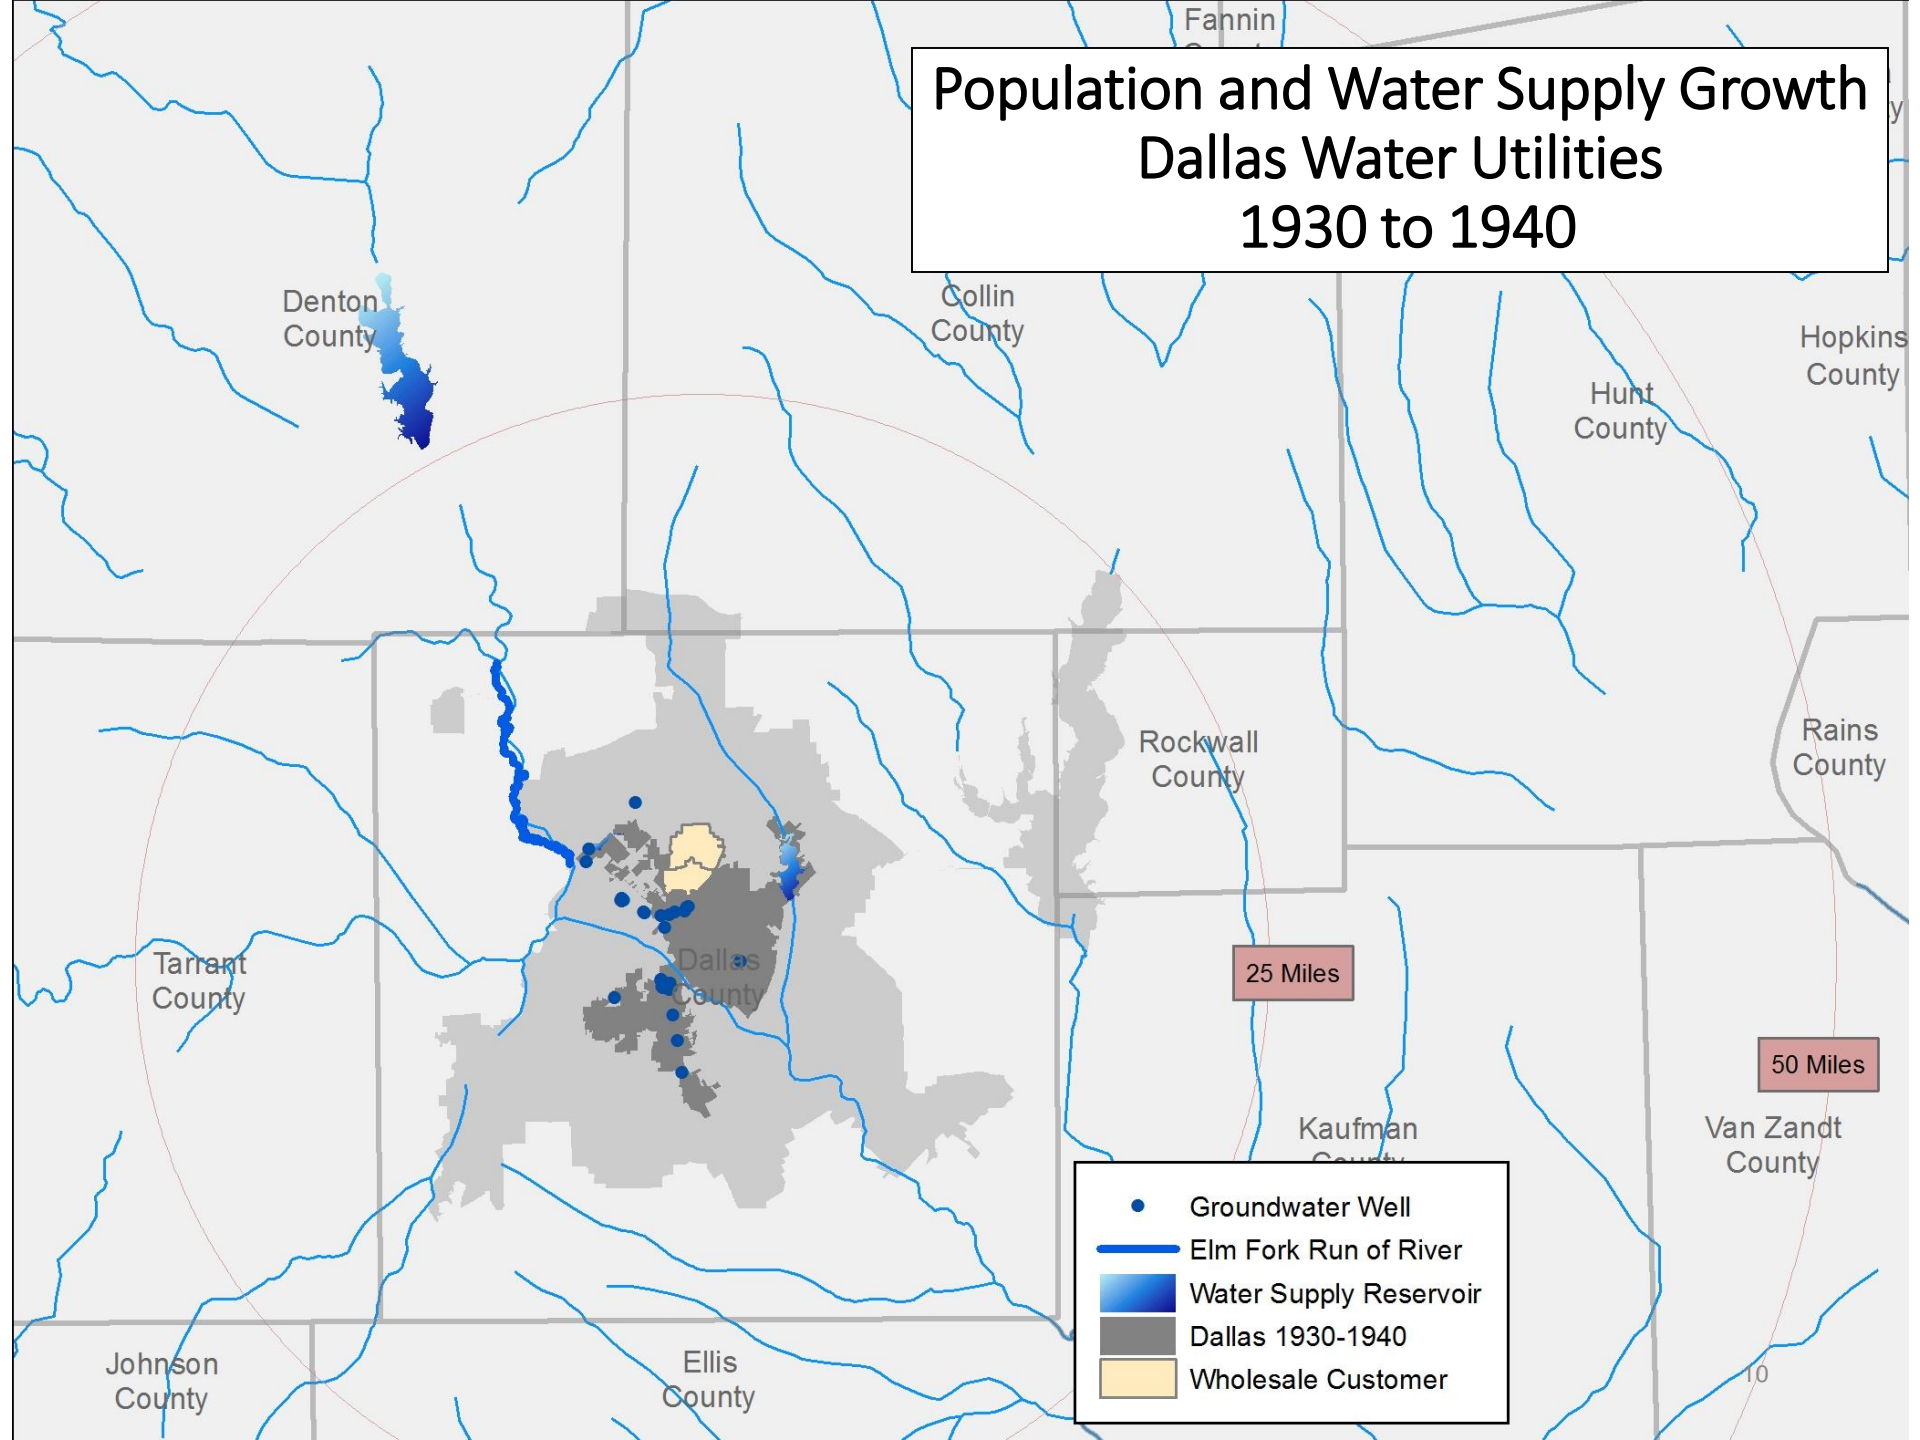 Fannin
Population and Water Supply Growth
Dallas Water Utilities
1930 to 1940
Denton
County
Collin
County
Hopkins
County
Hunt
County
Rockwall
County
Rains
County
Tarrant
County
Dallas
County
25 Miles
50 Miles
Kaufman
County
Van Zandt
County
Groundwater Well
Elm Fork Run of River
Water Supply Reservoir
Dallas 1930-1940
Wholesale Customer
Johnson
County
Ellis
County
10